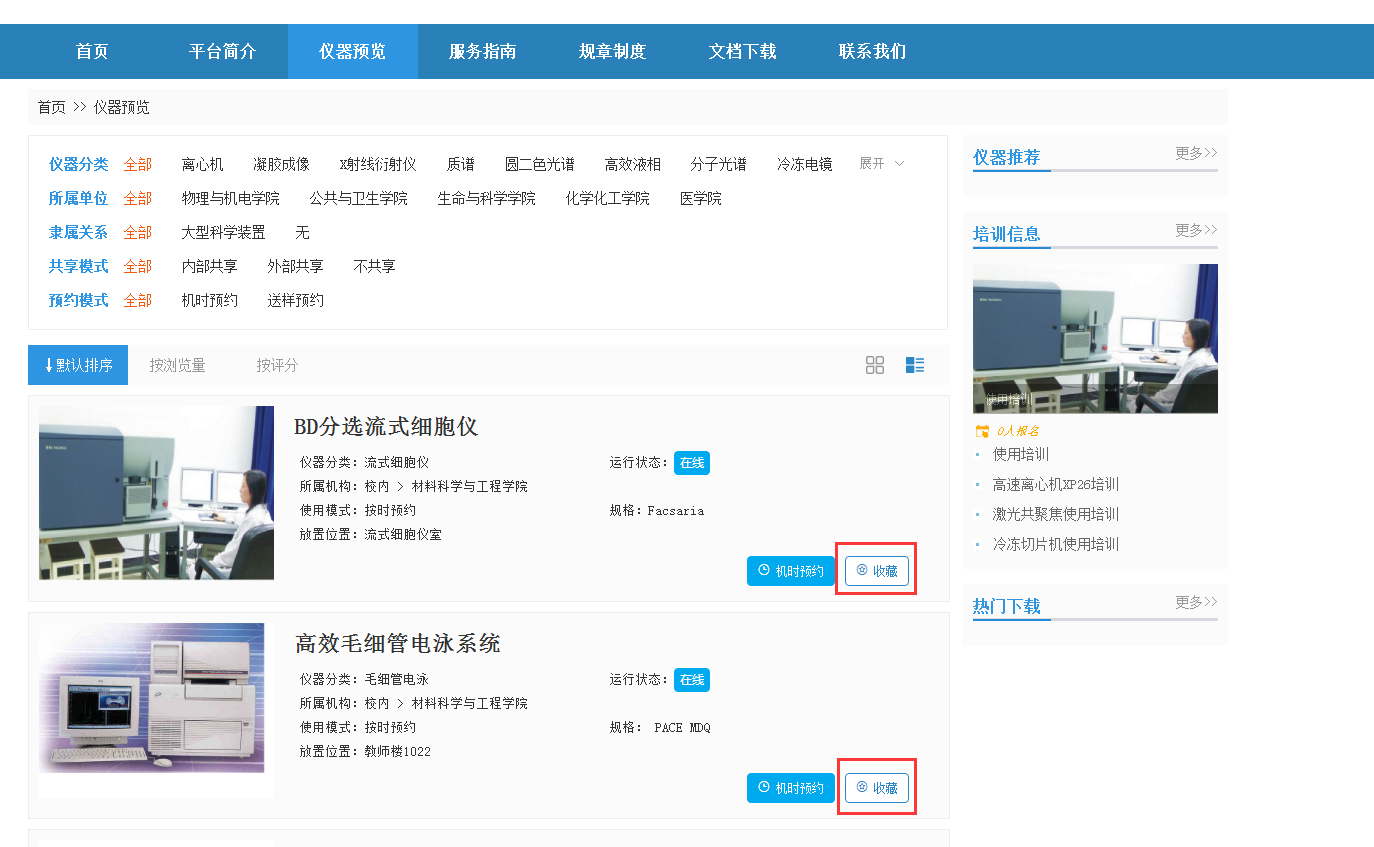 首页 平台简介 仪器预览 服务指南 规章制度 文档下载 联系我们
首页 >> 仪器预览
仪器分类 全部 离心机 凝胶成像 X射线衍射仪 质谱 圆二色光谱 高效液相 分子光谱 冷冻电镜 展开
所属单位 全部 物理与机电学院 公共与卫生学院 生命与科学学院 化学化工学院 医学院
隶属关系 全部 大型科学装置 无
共享模式 全部 内部共享 外部共享 不共享
预约模式 全部 机时预约 送样预约
默认排序 按浏览量 按评分
BD分选流式细胞仪
仪器分类：流式细胞仪 运行状态：在线
所属机构：校内 > 材料科学与工程学院
使用模式：按时预约 规格：Facsaria
放置位置：流式细胞仪室
机时预约 收藏
高效毛细管电泳系统
仪器分类：毛细管电泳 运行状态：在线
所属机构：校内 > 材料科学与工程学院
使用模式：按时预约 规格： PACE MDQ
放置位置：教师楼1022
机时预约 收藏
仪器推荐 更多>>
培训信息 更多>>
使用培训
0人报名
使用培训
高速离心机XP26培训
激光共聚焦使用培训
冷冻切片机使用培训
热门下载 更多>>